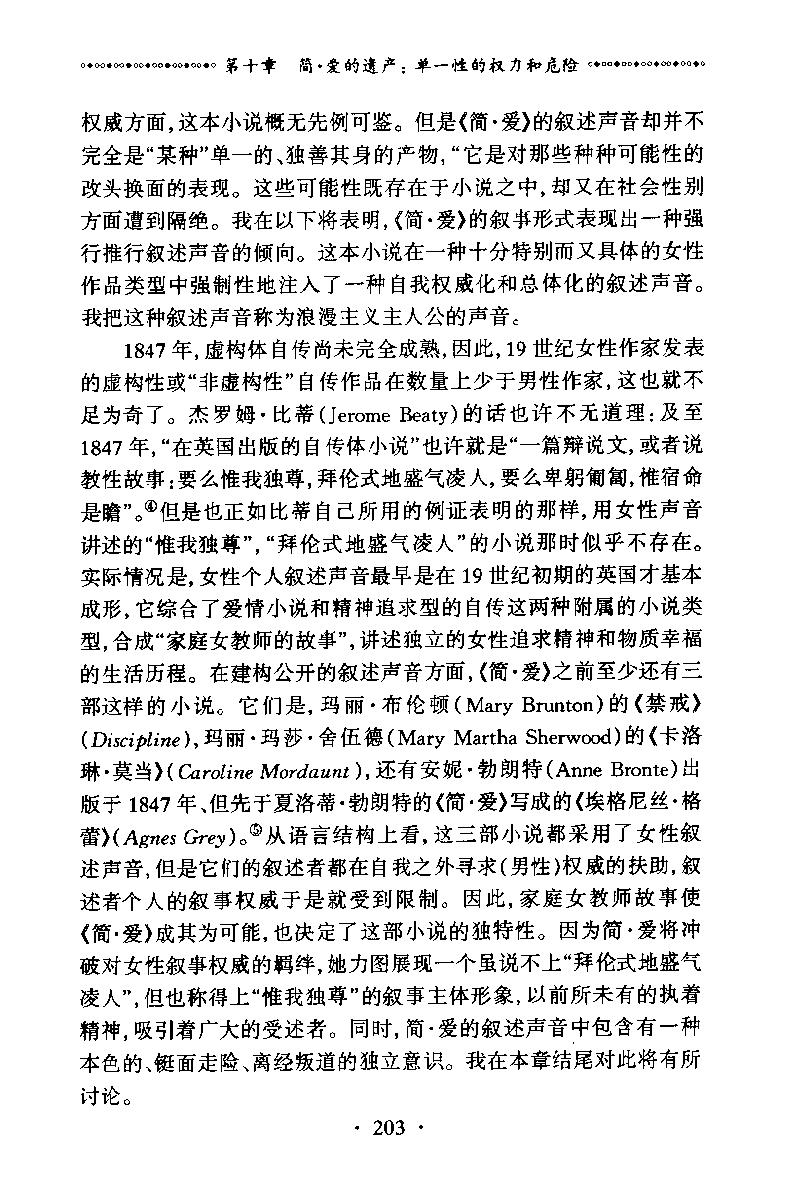 第十章 简·爱的遗产：单一性的权力和危险
权威方面，这本小说概无先例可鉴。但是《简·爱》的叙述声音却并不
完全是“某种”单一的、独善其身的产物，“它是对那些种种可能性的
改头换面的表现。这些可能性既存在于小说之中，却又在社会性别
方面遭到隔绝。我在以下将表明，《简·爱》的叙事形式表现出一种强
行推行叙述声音的倾向。这本小说在一种十分特别而又具体的女性
作品类型中强制性地注入了一种自我权威化和总体化的叙述声音。
我把这种叙述声音称为浪漫主义主人公的声音。
1847 年，虚构体自传尚未完全成熟，因此，19 世纪女性作家发表
的虚构性或“非虚构性”自传作品在数量上少于男性作家，这也就不
足为奇了。杰罗姆·比蒂(Jerome Beaty)的话也许不无道理：及至
1847 年，“在英国出版的自传体小说”也许就是“一篇辩说文，或者说
教性故事：要么惟我独尊，拜伦式地盛气凌人，要么卑躬匍匐，惟宿命
是瞻”。④但是也正如比蒂自己所用的例证表明的那样，用女性声音
讲述的“惟我独尊”，“拜伦式地盛气凌人”的小说那时似乎不存在。
实际情况是，女性个人叙述声音最早是在 19 世纪初期的英国才基本
成形，它综合了爱情小说和精神追求型的自传这两种附属的小说类
型，合成“家庭女教师的故事”，讲述独立的女性追求精神和物质幸福
的生活历程。在建构公开的叙述声音方面，《简·爱》之前至少还有三
部这样的小说。它们是，玛丽·布伦顿(Mary Brunton)的《禁戒》
(Discipline)，玛丽·玛莎·舍伍德(Mary Martha Sherwood)的《卡洛
琳·莫当》(Caroline Mordaunt)，还有安妮·勃朗特(Anne Bronte)出
版于 1847 年、但先于夏洛蒂·勃朗特的《简·爱》写成的《埃格尼丝·格
蕾》(Agnes Grey)。⑤从语言结构上看，这三部小说都采用了女性叙
述声音，但是它们的叙述者都在自我之外寻求(男性)权威的扶助，叙
述者个人的叙事权威于是就受到限制。因此，家庭女教师故事使
《简·爱》成其为可能，也决定了这部小说的独特性。因为简·爱将冲
破对女性叙事权威的羁绊，她力图展现一个虽说不上“拜伦式地盛气
凌人”，但也称得上“惟我独尊”的叙事主体形象，以前所未有的执着
精神，吸引着广大的受述者。同时，简·爱的叙述声音中包含有一种
本色的、铤面走险、离经叛道的独立意识。我在本章结尾对此将有所
讨论。
· 203 ·